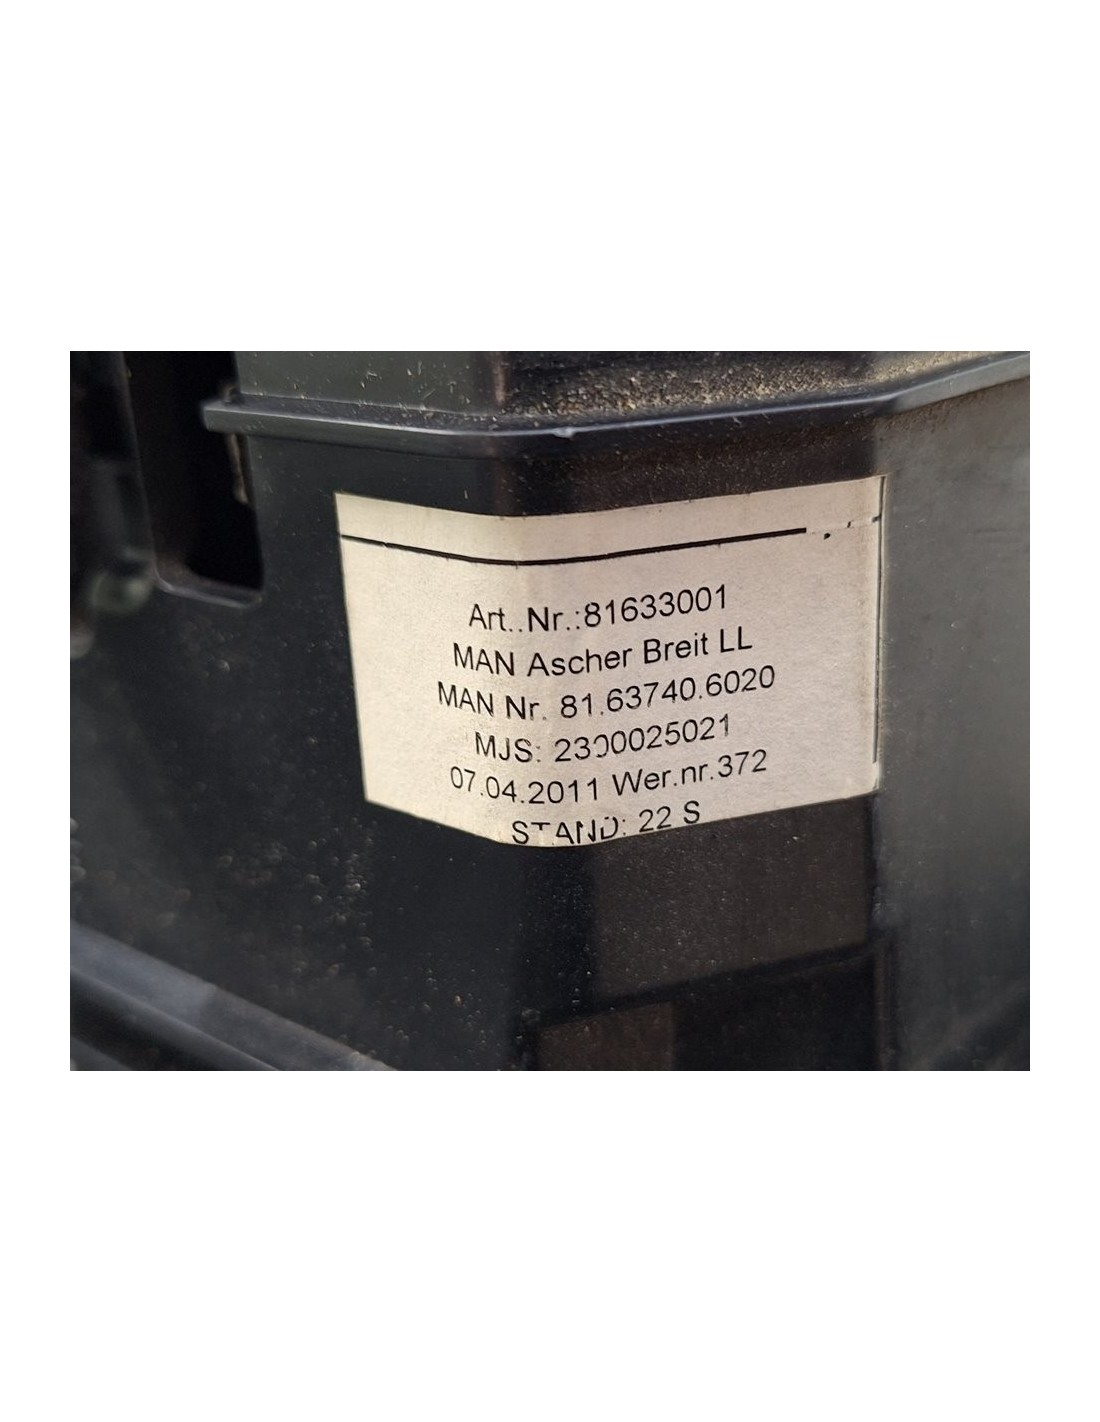 Art..Nr.:81633001
MAN Ascher Breit LL
MAN Nr. 81.63740.6020
MJS: 2300025021
07.04.2011 Wer.nr.372
STAND: 22 S